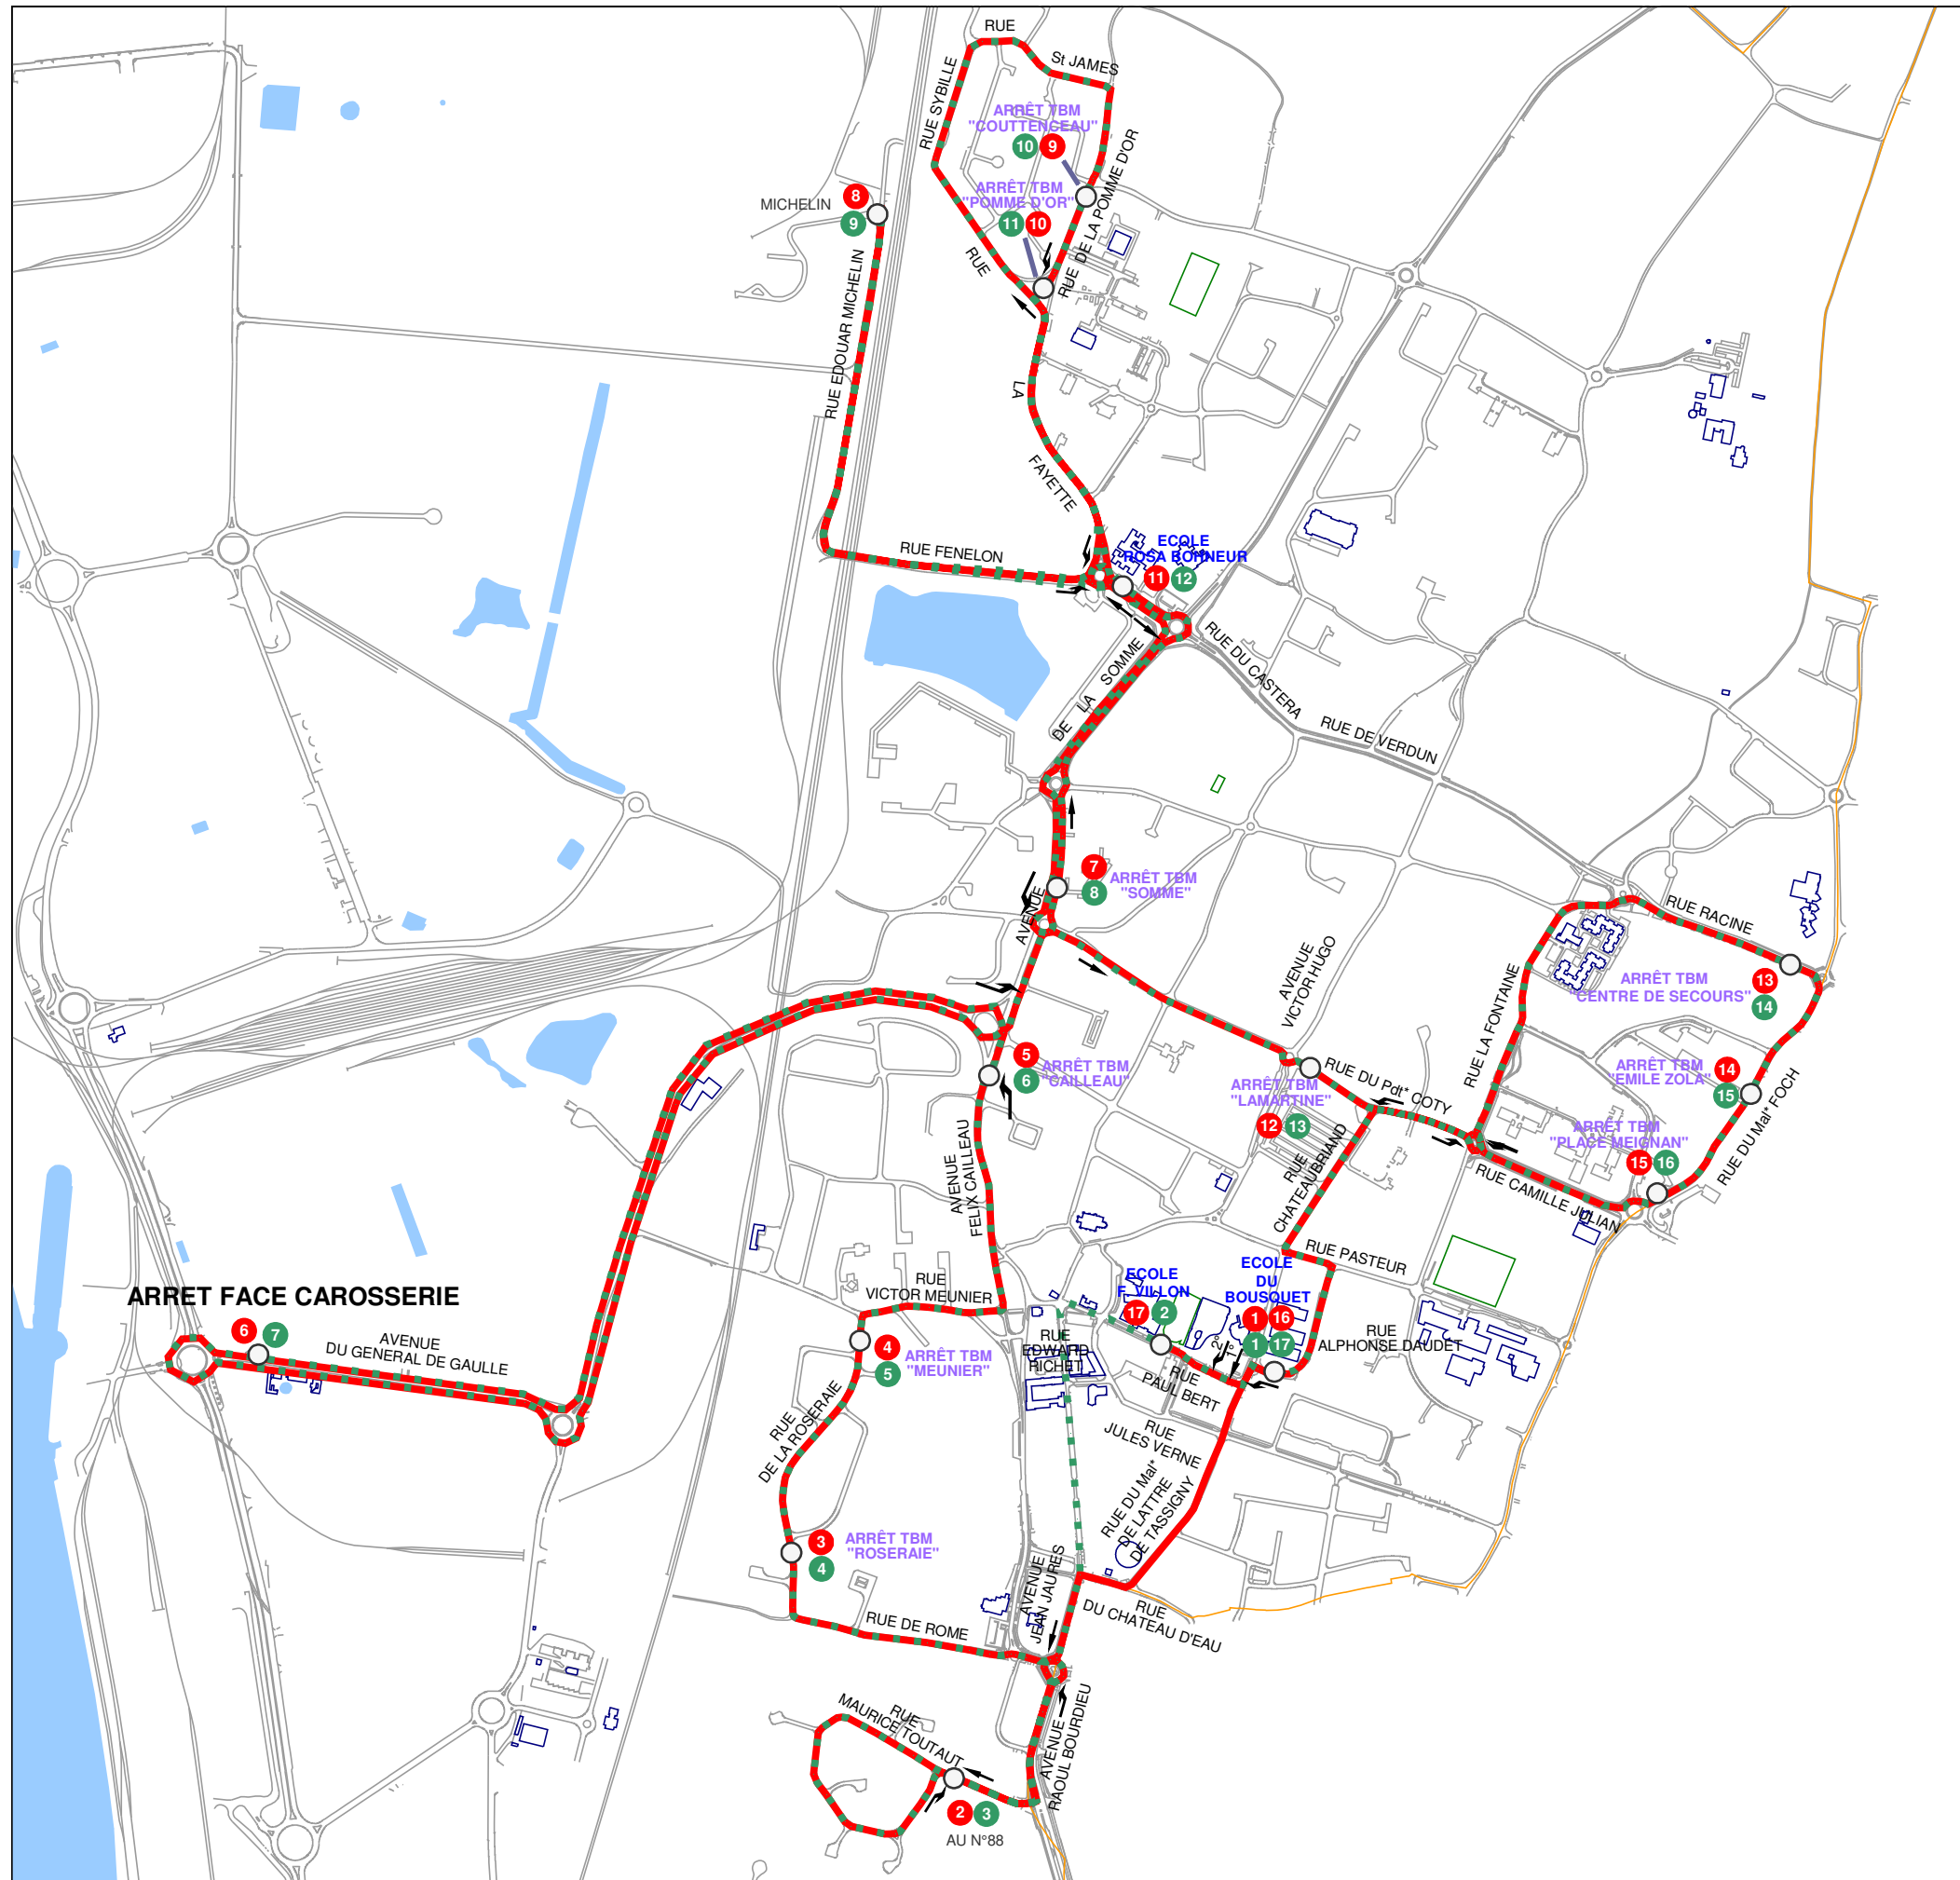 RUE
St JAMES
RUE SYBILLE
ARRÊT TBM
"COUTTENCEAU"
10 9
ARRÊT TBM
"POMME D'OR"
11 10
RUE DE LA POMME D'OR
MICHELIN
8
9
RUE EDOUAR MICHELIN
RUE
LA
FAYETTE
RUE FENELON
ECOLE
ROSA BONHEUR
11 12
RUE DU CASTERA
RUE DE VERDUN
DE LA SOMME
AVENUE
7
8
ARRÊT TBM
"SOMME"
AVENUE
VICTOR HUGO
RUE RACINE
RUE LA FONTAINE
ARRÊT TBM
"CENTRE DE SECOURS"
13
14
5
6
ARRÊT TBM
"CAILLEAU"
RUE DU Pdt* COTY
ARRÊT TBM
"LAMARTINE"
12 13
ARRÊT TBM
"EMILE ZOLA"
14
15
RUE DU Mal* FOCH
ARRÊT TBM
"PLACE MEIGNAN"
15 16
RUE CAMILLE JULIAN
RUE
CHATEAUBRIAND
AVENUE
FELIX CAILLEAU
RUE PASTEUR
ECOLE
DU
BOUSQUET
1 16
1 17
ECOLE
F. VILLON
17 2
RUE
VICTOR MEUNIER
ARRET FACE CAROSSERIE
6 7
AVENUE
DU GENERAL DE GAULLE
4
5
ARRÊT TBM
"MEUNIER"
RUE
EDWARD
RICHET
2°
1°
RUE
ALPHONSE DAUDET
RUE
PAUL BERT
RUE
JULES VERNE
RUE
DE LA ROSERAIE
RUE DU Mal*
DE LATTRE
DE TASSIGNY
3
4
ARRÊT TBM
"ROSERAIE"
AVENUE
JEAN JAURES
RUE
DU CHATEAU D'EAU
RUE DE ROME
RUE
MAURICE TOUTAUT
AVENUE
RAOUL BOURDIEU
2 3
AU N°88